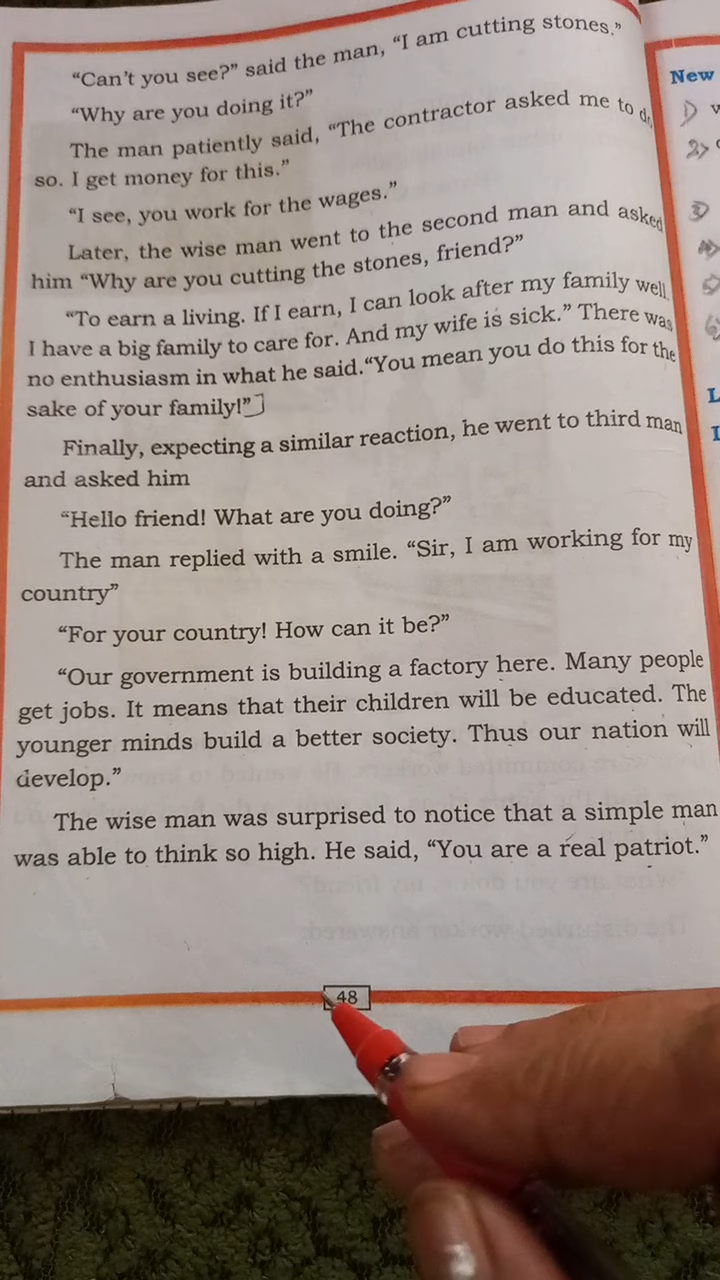 "Can't you see?" said the man, "I am cutting stones."
"Why are you doing it?"
The man patiently said, "The contractor asked me to do
so. I get money for this."
"I see, you work for the wages."
Later, the wise man went to the second man and asked
him "Why are you cutting the stones, friend?"
"To earn a living. If I earn, I can look after my family well.
I have a big family to care for. And my wife is sick." There was
no enthusiasm in what he said."You mean you do this for the
sake of your family!"
Finally, expecting a similar reaction, he went to third man
and asked him
"Hello friend! What are you doing?"
The man replied with a smile. "Sir, I am working for my
country"
"For your country! How can it be?"
"Our government is building a factory here. Many people
get jobs. It means that their children will be educated. The
younger minds build a better society. Thus our nation will
develop."
The wise man was surprised to notice that a simple man
was able to think so high. He said, "You are a real patriot."
48
New
1)
2)
3)
4)
5)
6)
L
I